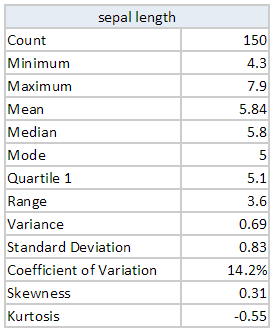 sepal length
Count 150
Minimum 4.3
Maximum 7.9
Mean 5.84
Median 5.8
Mode 5
Quartile 1 5.1
Range 3.6
Variance 0.69
Standard Deviation 0.83
Coefficient of Variation 14.2%
Skewness 0.31
Kurtosis -0.55